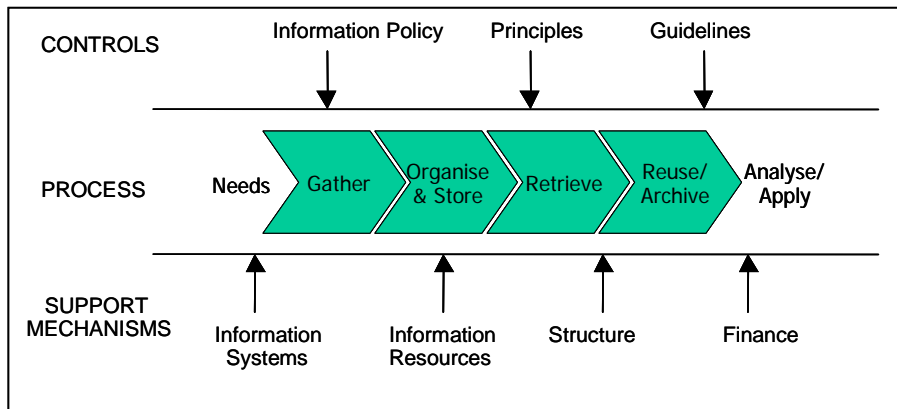 CONTROLS
Information Policy
Principles
Guidelines
PROCESS
Needs
Gather
Organise
& Store
Retrieve
Reuse/
Archive
Analyse/
Apply
SUPPORT
MECHANISMS
Information
Systems
Information
Resources
Structure
Finance